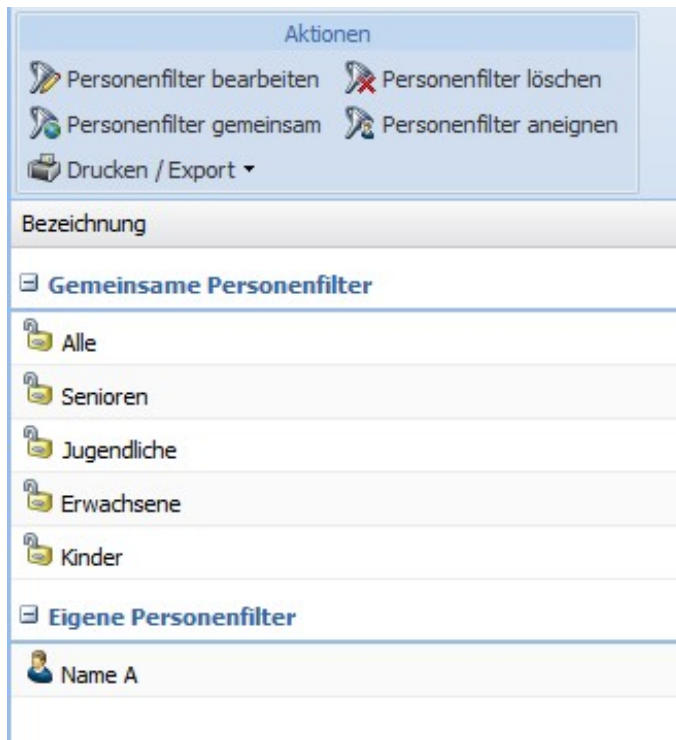 Aktionen
Personenfilter bearbeiten Personenfilter löschen
Personenfilter gemeinsam Personenfilter aneignen
Drucken / Export
Bezeichnung
Gemeinsame Personenfilter
Alle
Senioren
Jugendliche
Erwachsene
Kinder
Eigene Personenfilter
Name A